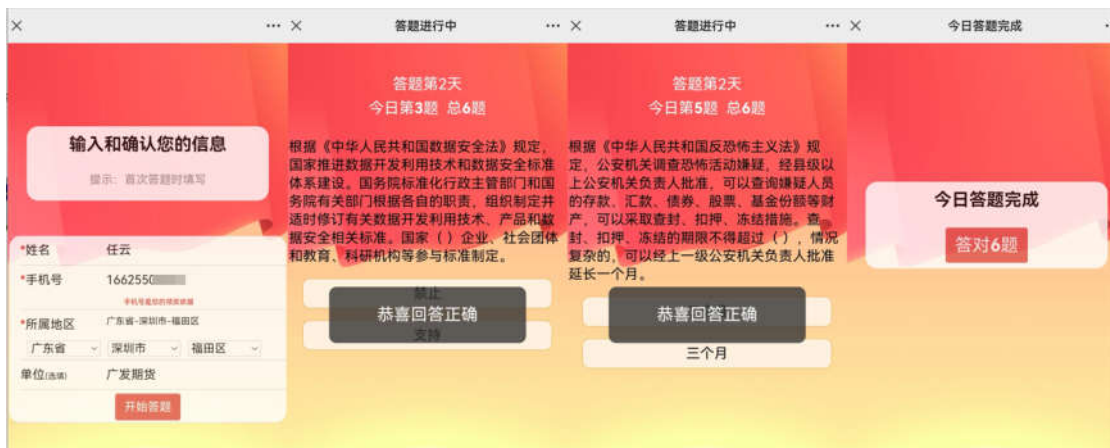 输入和确认您的信息
提示：首次答题时填写
*姓名 任云
*手机号 1662550
手机号是您的领奖依据
*所属地区 广东省-深圳市-福田区
广东省 深圳市 福田区
单位(选填) 广发期货
开始答题
答题进行中
答题第2天
今日第3题 总6题
根据《中华人民共和国数据安全法》规定，
国家推进数据开发利用技术和数据安全标准
体系建设。国务院标准化行政主管部门和国
务院有关部门根据各自的职责，组织制定并
适时修订有关数据开发利用技术、产品和数
据安全相关标准。国家（ ）企业、社会团体
和教育、科研机构等参与标准制定。
禁止
恭喜回答正确
支持
答题进行中
答题第2天
今日第5题 总6题
根据《中华人民共和国反恐怖主义法》规
定，公安机关调查恐怖活动嫌疑，经县级以
上公安机关负责人批准，可以查询嫌疑人员
的存款、汇款、债券、股票、基金份额等财
产，可以采取查封、扣押、冻结措施。查
封、扣押、冻结的期限不得超过（ ），情况
复杂的，可以经上一级公安机关负责人批准
延长一个月。
恭喜回答正确
三个月
今日答题完成
今日答题完成
答对6题